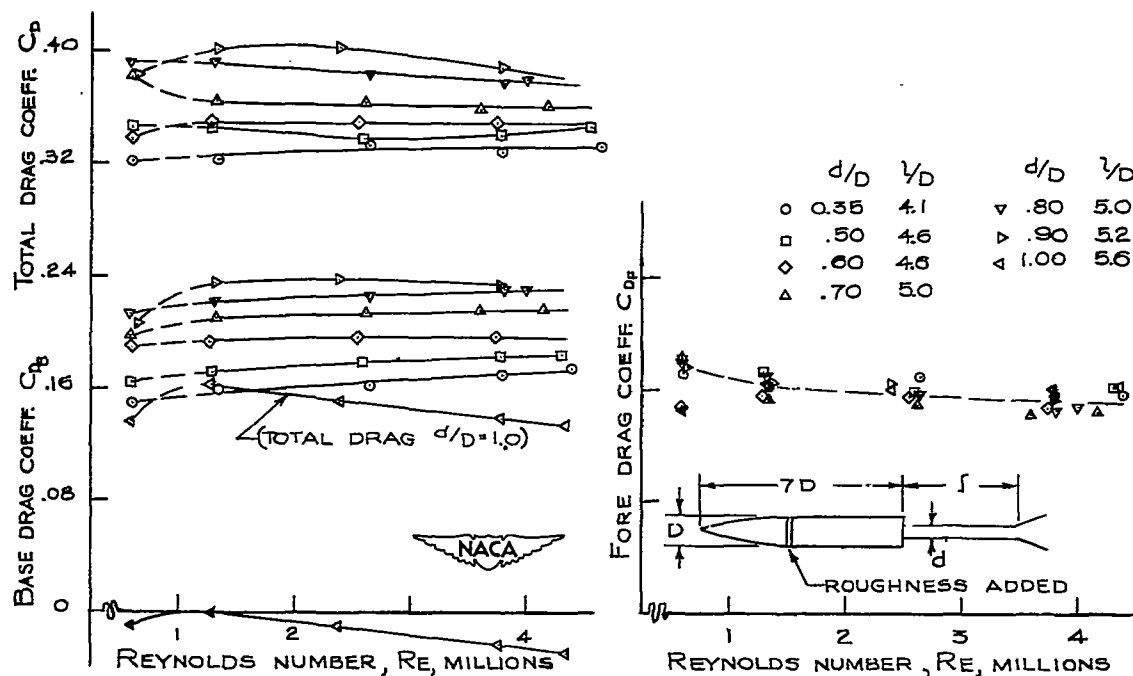 TOTAL DRAG COEFF. C_D
.40
.32
.24
BASE DRAG COEFF. C_DB
.16
.08
0
(TOTAL DRAG d/D=1.0)
NACA
1 2 4
REYNOLDS NUMBER, RE, MILLIONS
d/D l/D d/D l/D
0.35 4.1 .80 5.0
.50 4.6 .90 5.2
.60 4.8 1.00 5.6
.70 5.0
FORE DRAG COEFF. C_DF
7D
D
d
ROUGHNESS ADDED
1 2 3 4
REYNOLDS NUMBER, RE, MILLIONS